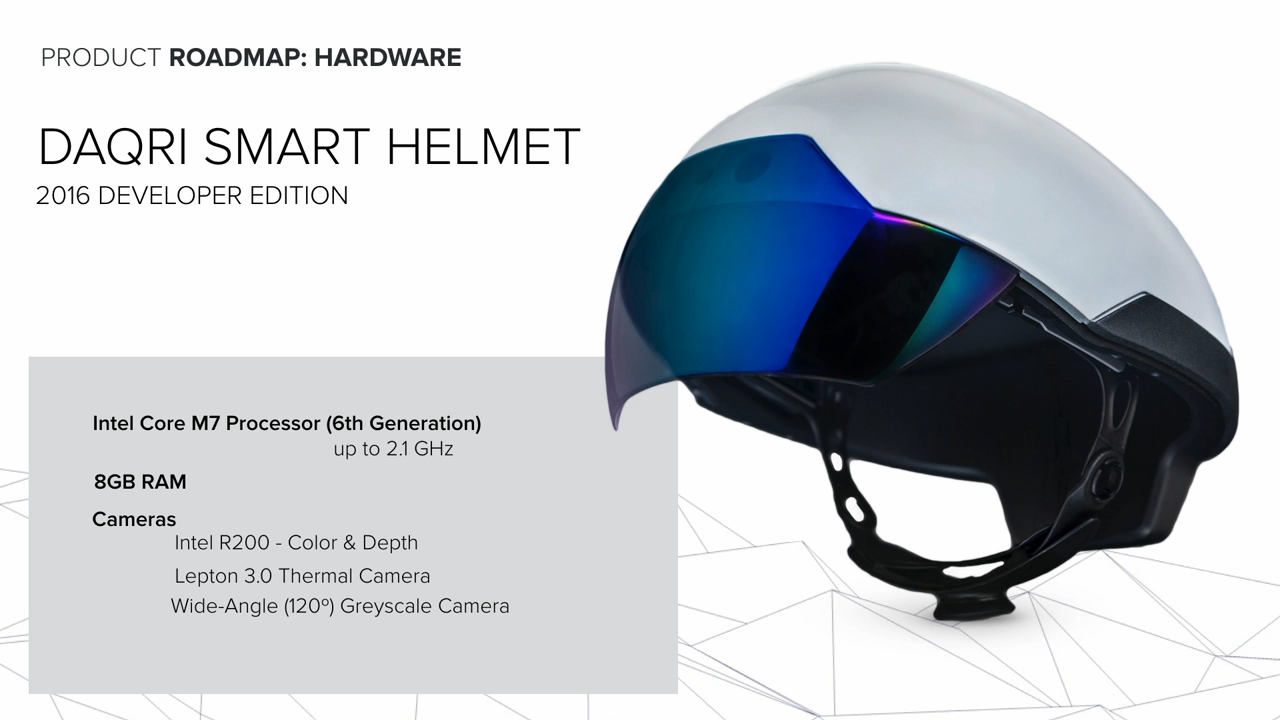 PRODUCT ROADMAP: HARDWARE
DAQRI SMART HELMET
2016 DEVELOPER EDITION
Intel Core M7 Processor (6th Generation)
up to 2.1 GHz
8GB RAM
Cameras
Intel R200 - Color & Depth
Lepton 3.0 Thermal Camera
Wide-Angle (120º) Greyscale Camera